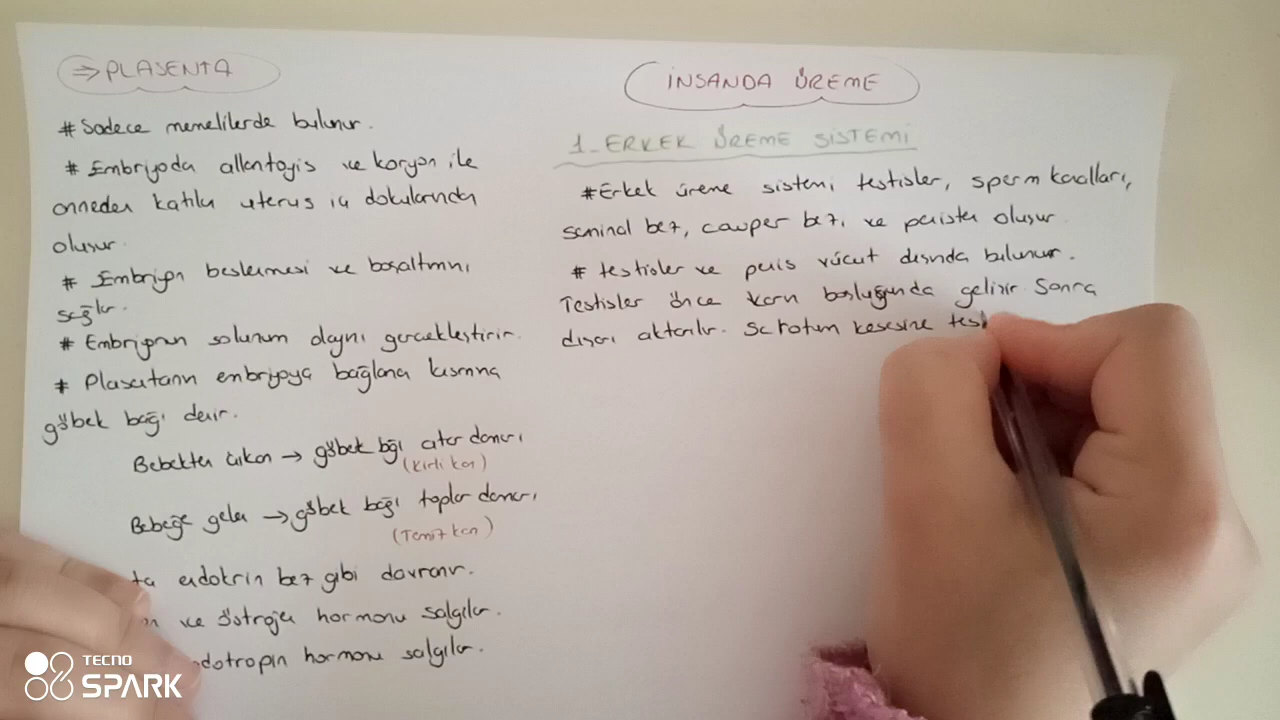 ⇒ PLASENTA
# Sadece memelilerde bulunur.
# Embriyoda allantoyis ve koryon ile
anneden katılan uterus iç dokularından
oluşur.
# Embriyon beslenmesi ve boşaltımını
sağlar.
# Embriyonun solunum olayını gerçekleştirir.
# Plasentanın embriyoya bağlanan kısmına
göbek bağı denir.
Bebekten çıkan → göbek bağı atar damarı
(Kirli kan)
Bebeğe gelen → göbek bağı toplar damarı
(Temiz kan)
ta endokrin bez gibi davranır.
n ve östrojen hormonu salgılar.
adotropin hormonu salgılar.
İNSANDA ÜREME
1_ ERKEK ÜREME SİSTEMİ
# Erkek üreme sistemi testisler, sperm kanalları,
seminal bez, cowper bezi ve penisten oluşur
# testisler ve penis vücut dışında bulunur.
Testisler önce karın boşluğunda gelişir sonra
dışarı aktarılır. Scrotum kesesine tes
TECNO
SPARK